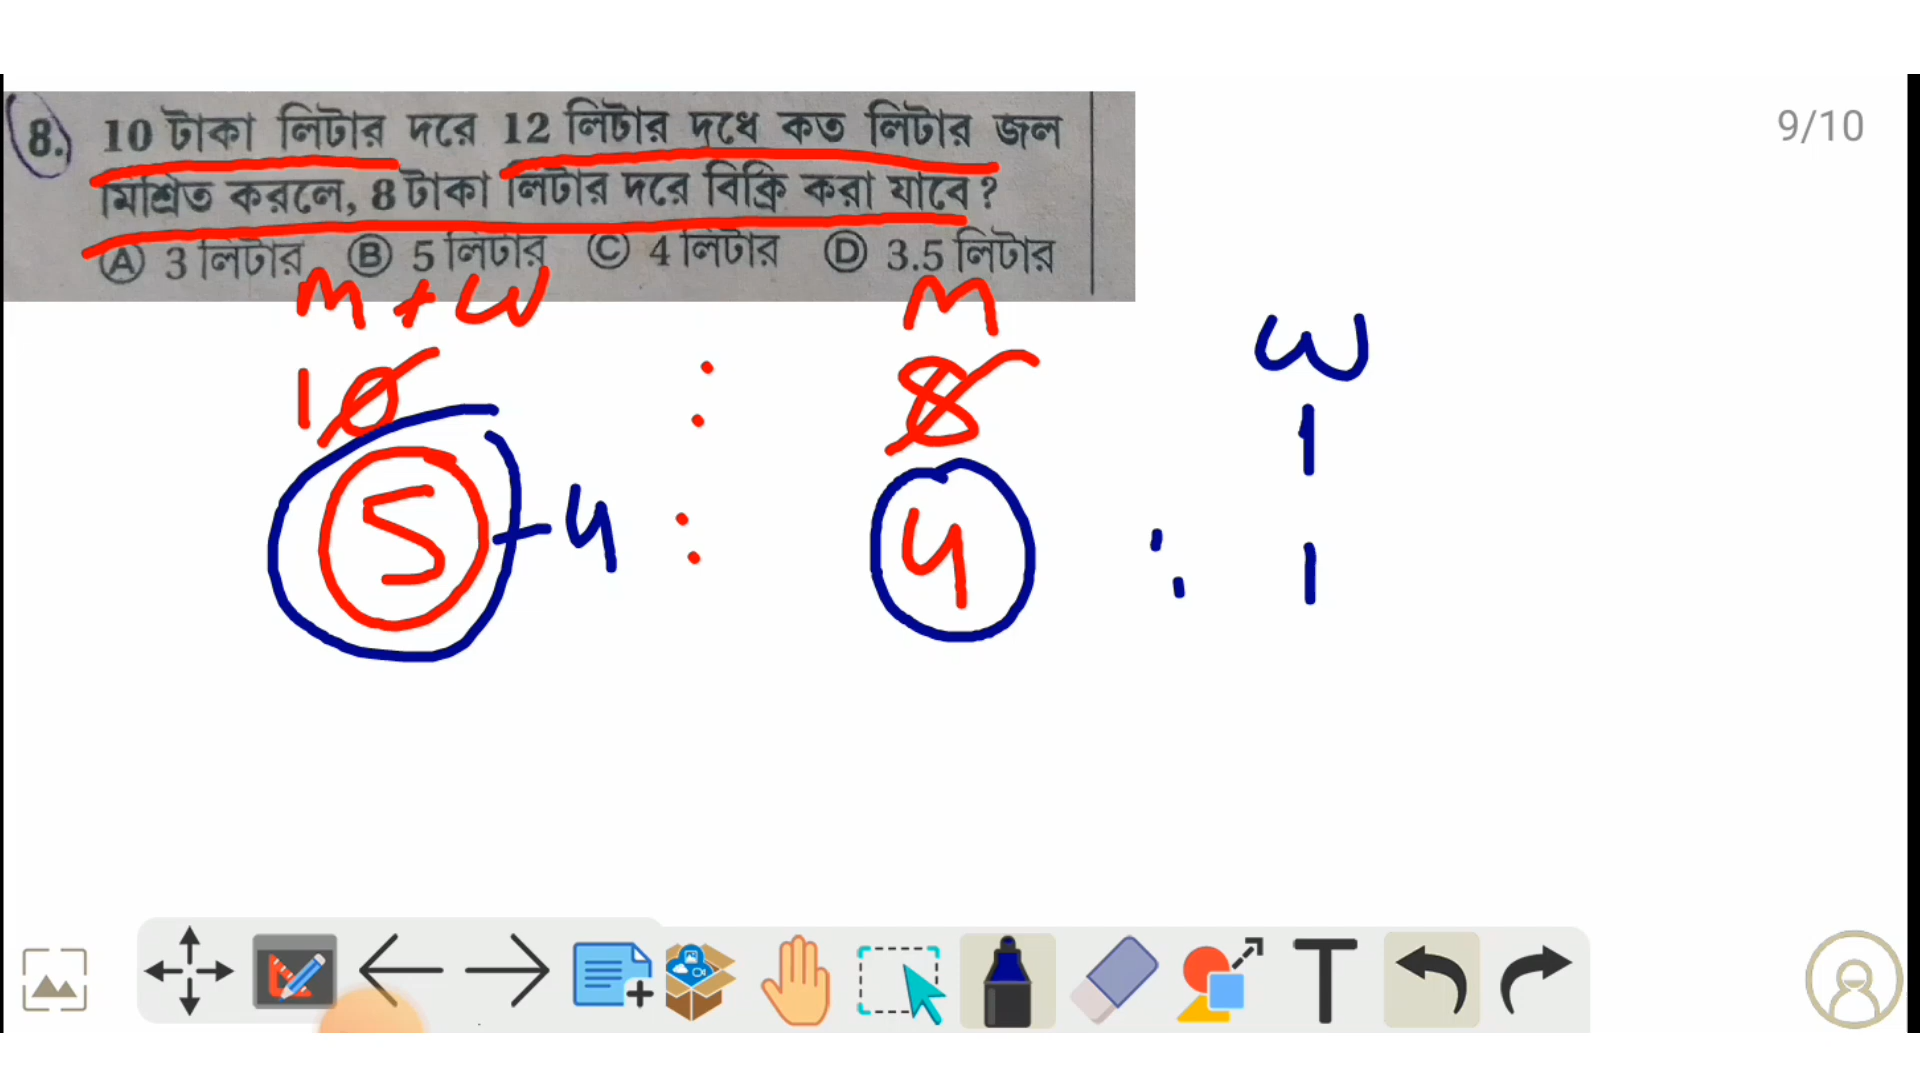 9/10
8. 10 টাকা লিটার দরে 12 লিটার দুধে কত লিটার জল
মিশ্রিত করলে, 8 টাকা লিটার দরে বিক্রি করা যাবে ?
Ⓐ 3 লিটার Ⓑ 5 লিটার Ⓒ 4 লিটার Ⓓ 3.5 লিটার
M + W M W
10 : 8 1
5 - 4 : 4 : 1
T